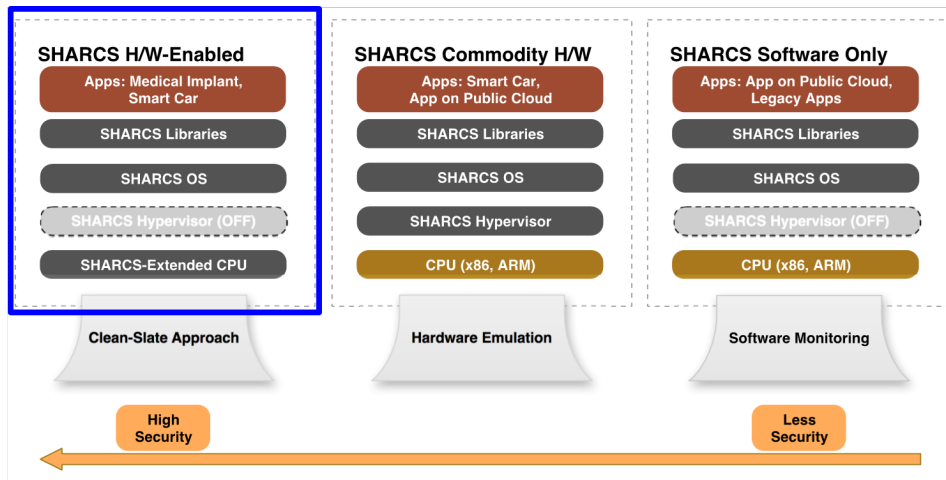 SHARCS H/W-Enabled
Apps: Medical Implant,
Smart Car
SHARCS Libraries
SHARCS OS
SHARCS Hypervisor (OFF)
SHARCS-Extended CPU
Clean-Slate Approach
SHARCS Commodity H/W
Apps: Smart Car,
App on Public Cloud
SHARCS Libraries
SHARCS OS
SHARCS Hypervisor
CPU (x86, ARM)
Hardware Emulation
SHARCS Software Only
Apps: App on Public Cloud,
Legacy Apps
SHARCS Libraries
SHARCS OS
SHARCS Hypervisor (OFF)
CPU (x86, ARM)
Software Monitoring
High
Security
Less
Security